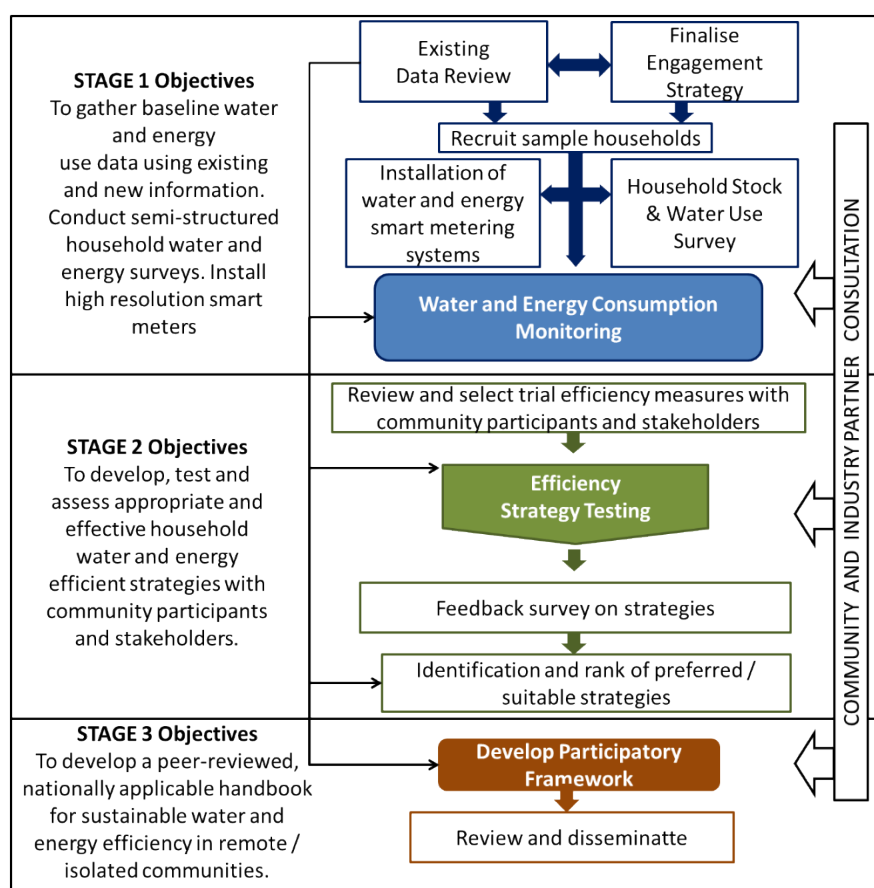 STAGE 1 Objectives
To gather baseline water
and energy
use data using existing
and new information.
Conduct semi-structured
household water and
energy surveys. Install
high resolution smart
meters
Existing
Data Review
Finalise
Engagement
Strategy
Recruit sample households
Installation of
water and energy
smart metering
systems
Household Stock
& Water Use
Survey
Water and Energy Consumption
Monitoring
STAGE 2 Objectives
To develop, test and
assess appropriate and
effective household
water and energy
efficient strategies with
community participants
and stakeholders.
Review and select trial efficiency measures with
community participants and stakeholders
Efficiency
Strategy Testing
Feedback survey on strategies
Identification and rank of preferred /
suitable strategies
STAGE 3 Objectives
To develop a peer-reviewed,
nationally applicable handbook
for sustainable water and
energy efficiency in remote /
isolated communities.
Develop Participatory
Framework
Review and disseminatte
COMMUNITY AND INDUSTRY PARTNER CONSULTATION